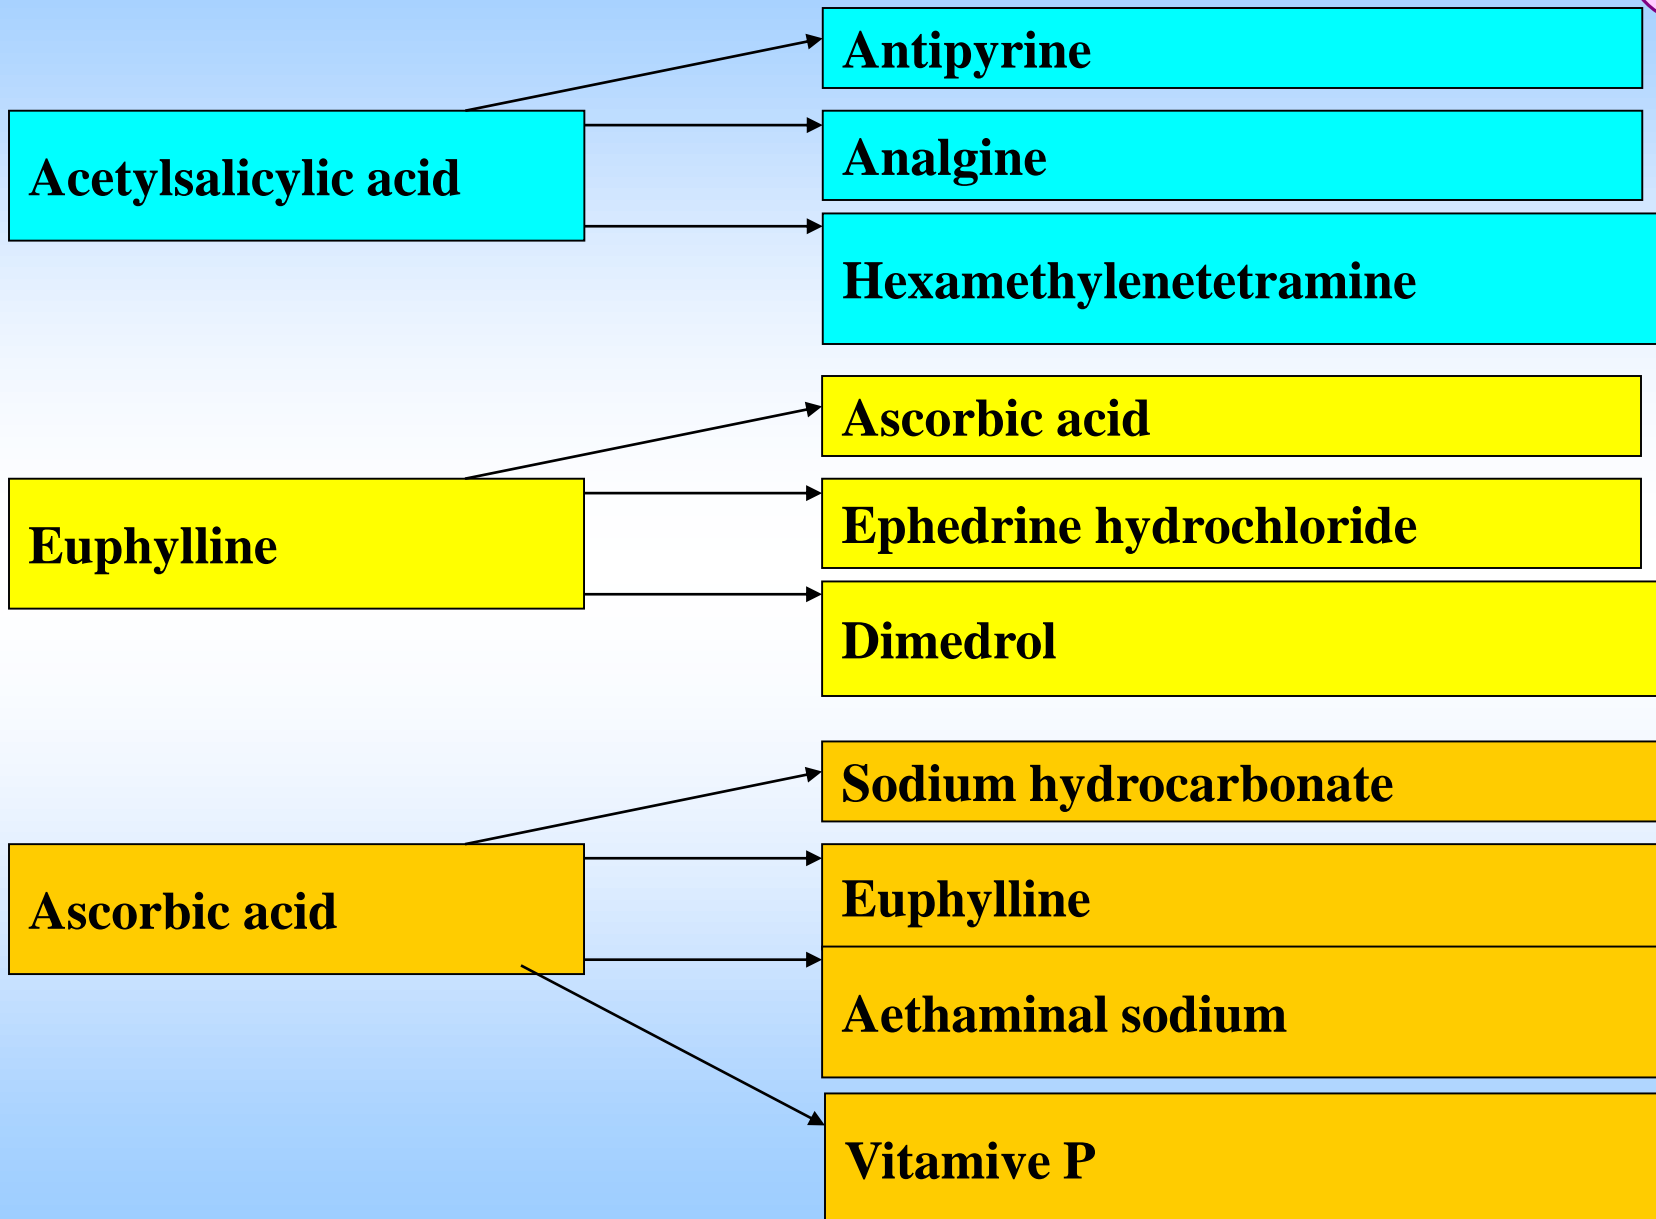 Acetylsalicylic acid
Antipyrine
Analgine
Hexamethylenetetramine
Euphylline
Ascorbic acid
Ephedrine hydrochloride
Dimedrol
Ascorbic acid
Sodium hydrocarbonate
Euphylline
Aethaminal sodium
Vitamive P